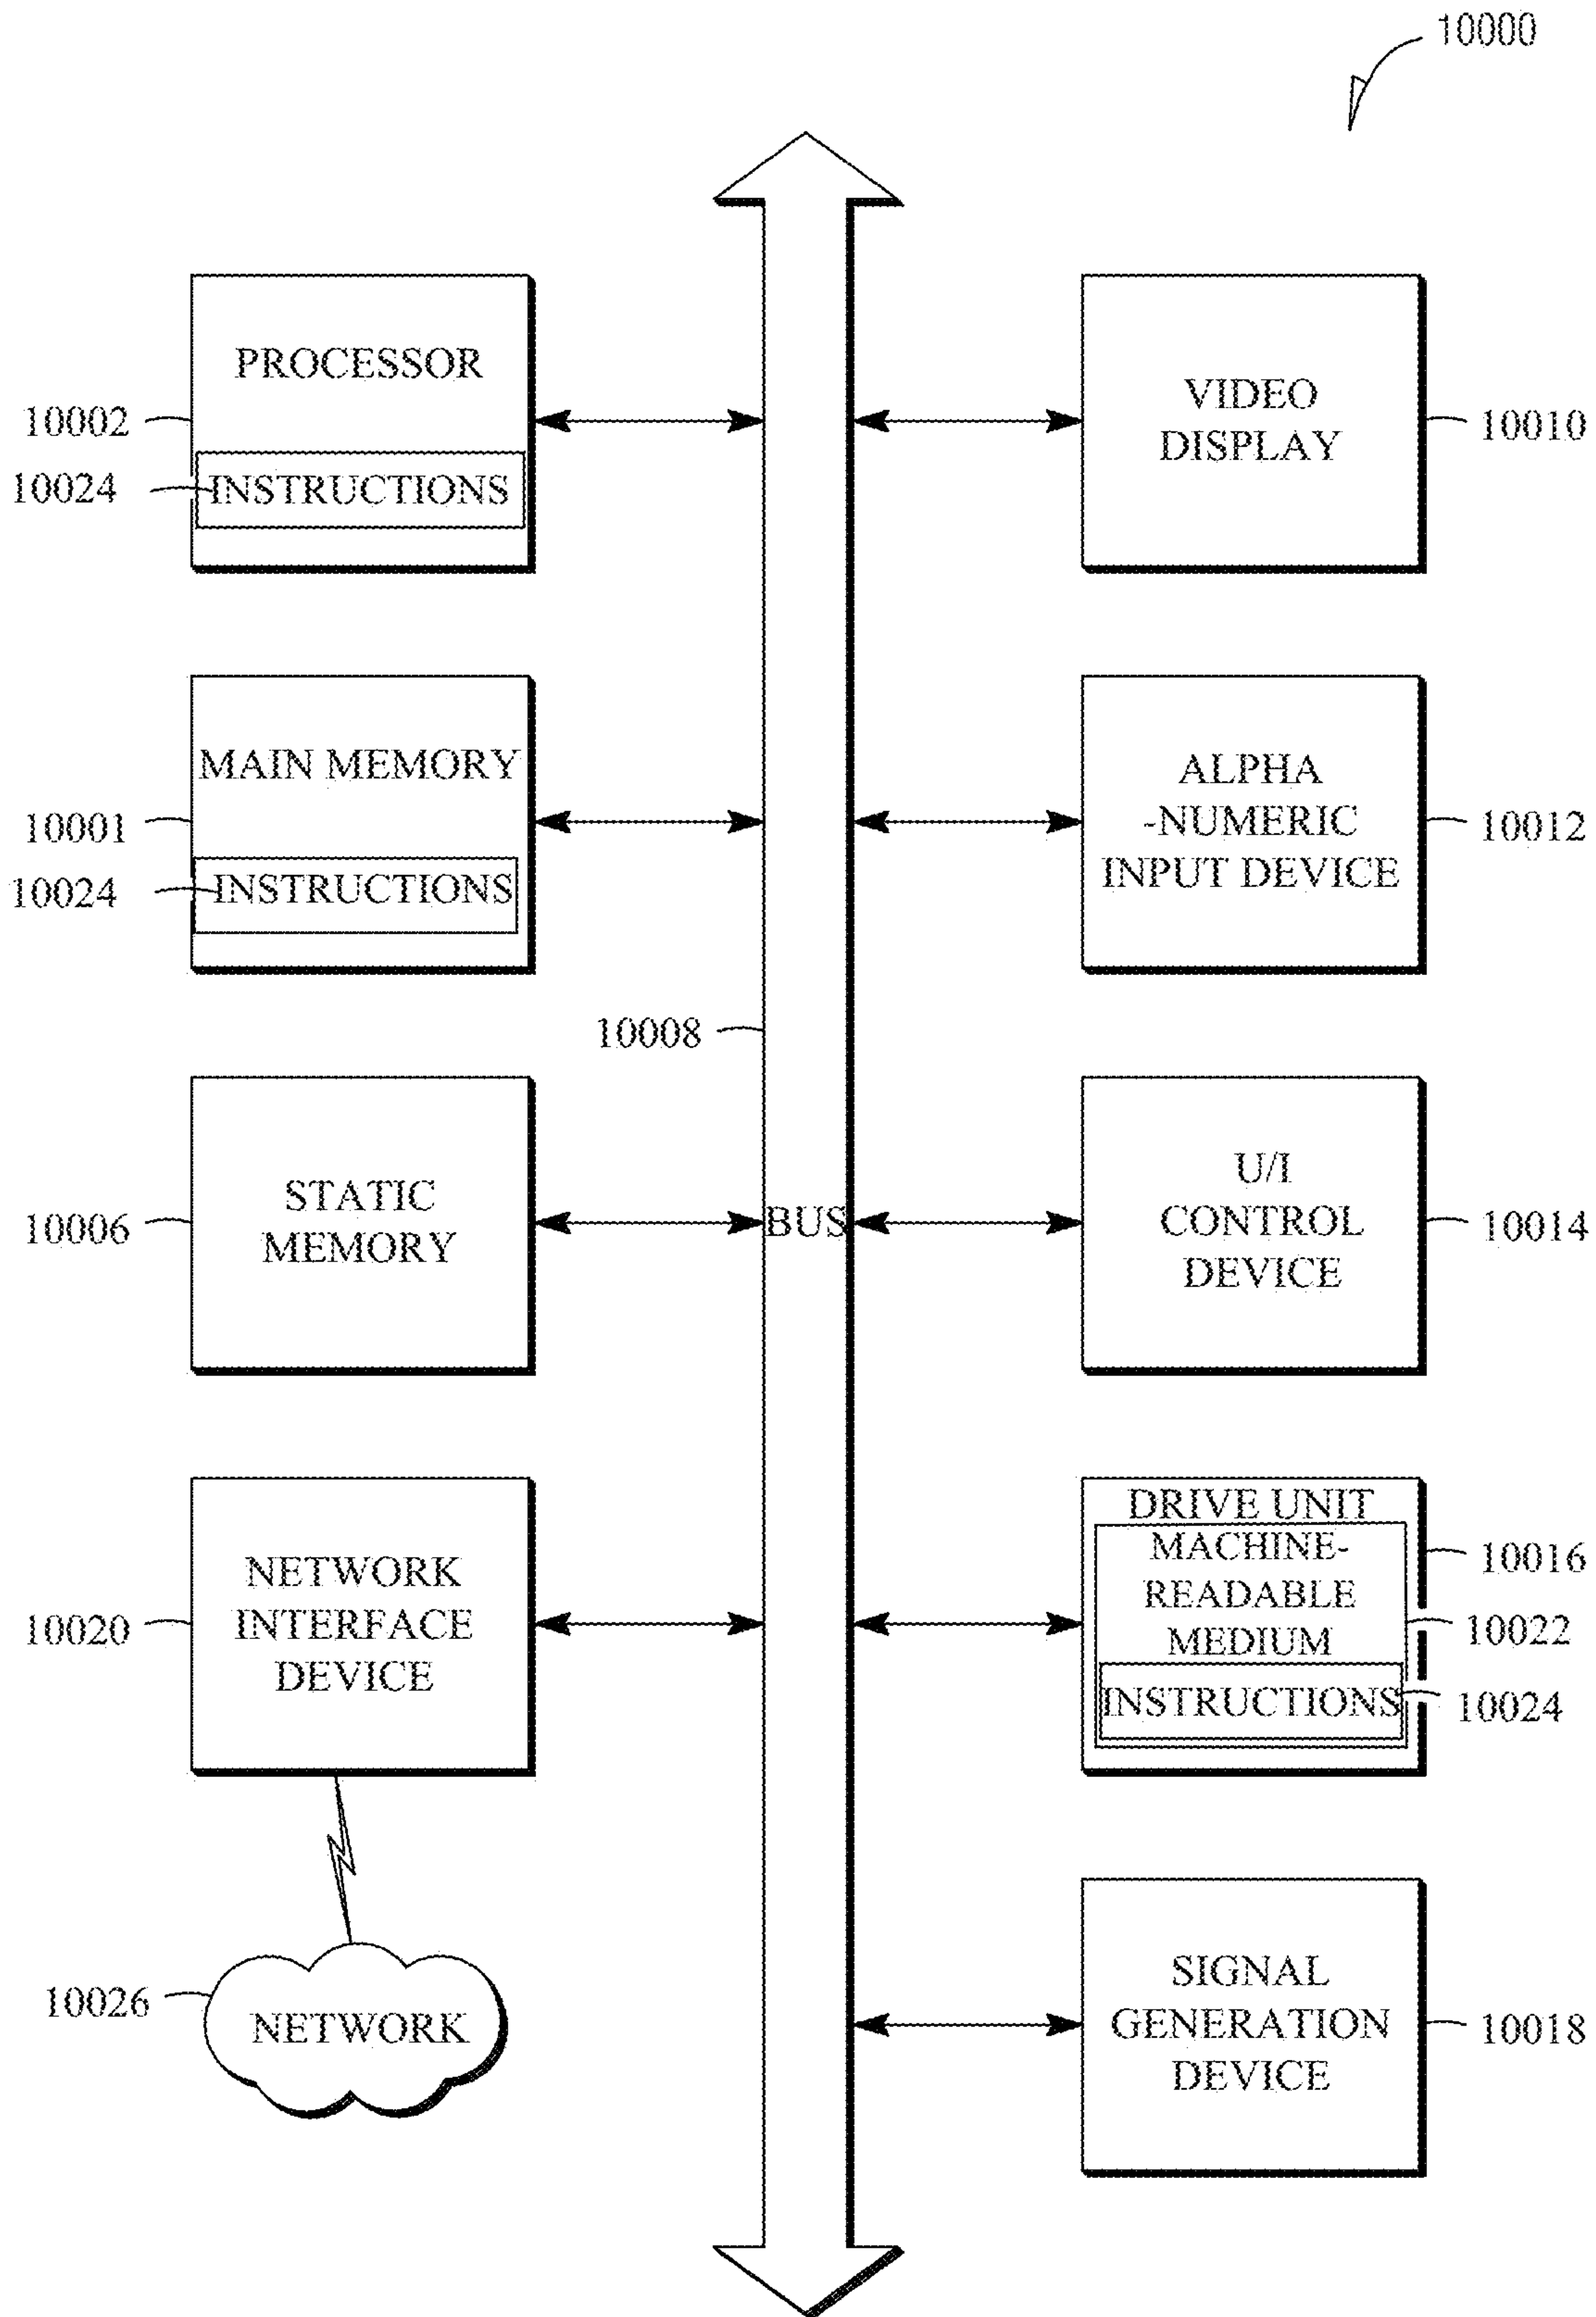 10000
PROCESSOR
10002
10024
INSTRUCTIONS
MAIN MEMORY
10001
10024
INSTRUCTIONS
10008
STATIC
MEMORY
10006
NETWORK
INTERFACE
DEVICE
10020
10026
NETWORK
BUS
VIDEO
DISPLAY
10010
ALPHA
-NUMERIC
INPUT DEVICE
10012
U/I
CONTROL
DEVICE
10014
DRIVE UNIT
MACHINE-
READABLE
MEDIUM
INSTRUCTIONS
10016
10022
10024
SIGNAL
GENERATION
DEVICE
10018